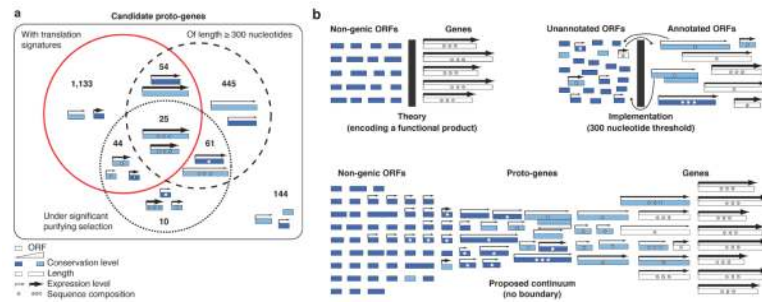 a
Candidate proto-genes
With translation
signatures
Of length ≥ 300 nucleotides
1,133
54
445
25
44
61
144
Under significant
purifying selection
10
ORF
Conservation level
Length
Expression level
Sequence composition
b
Non-genic ORFs
Genes
Theory
(encoding a functional product)
Unannotated ORFs
Annotated ORFs
Implementation
(300 nucleotide threshold)
Non-genic ORFs
Proto-genes
Genes
Proposed continuum
(no boundary)